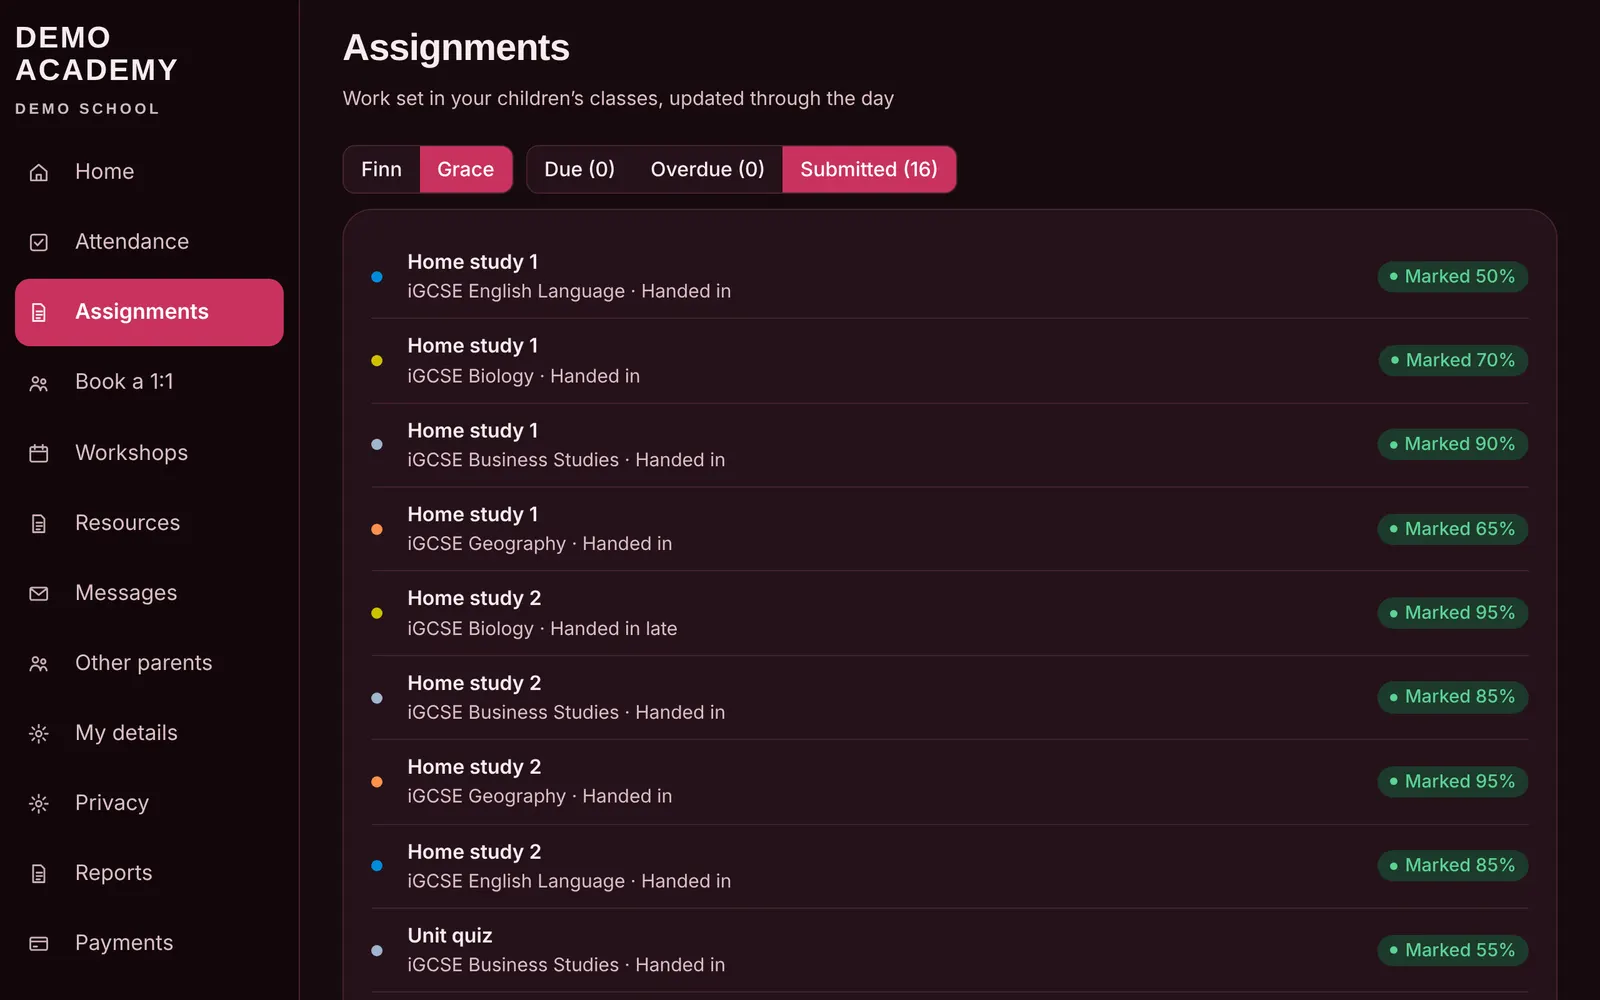 DEMO
ACADEMY
DEMO SCHOOL
Home
Attendance
Assignments
Book a 1:1
Workshops
Resources
Messages
Other parents
My details
Privacy
Reports
Payments
Assignments
Work set in your children’s classes, updated through the day
Finn Grace Due (0) Overdue (0) Submitted (16)
Home study 1
iGCSE English Language · Handed in
Marked 50%
Home study 1
iGCSE Biology · Handed in
Marked 70%
Home study 1
iGCSE Business Studies · Handed in
Marked 90%
Home study 1
iGCSE Geography · Handed in
Marked 65%
Home study 2
iGCSE Biology · Handed in late
Marked 95%
Home study 2
iGCSE Business Studies · Handed in
Marked 85%
Home study 2
iGCSE Geography · Handed in
Marked 95%
Home study 2
iGCSE English Language · Handed in
Marked 85%
Unit quiz
iGCSE Business Studies · Handed in
Marked 55%